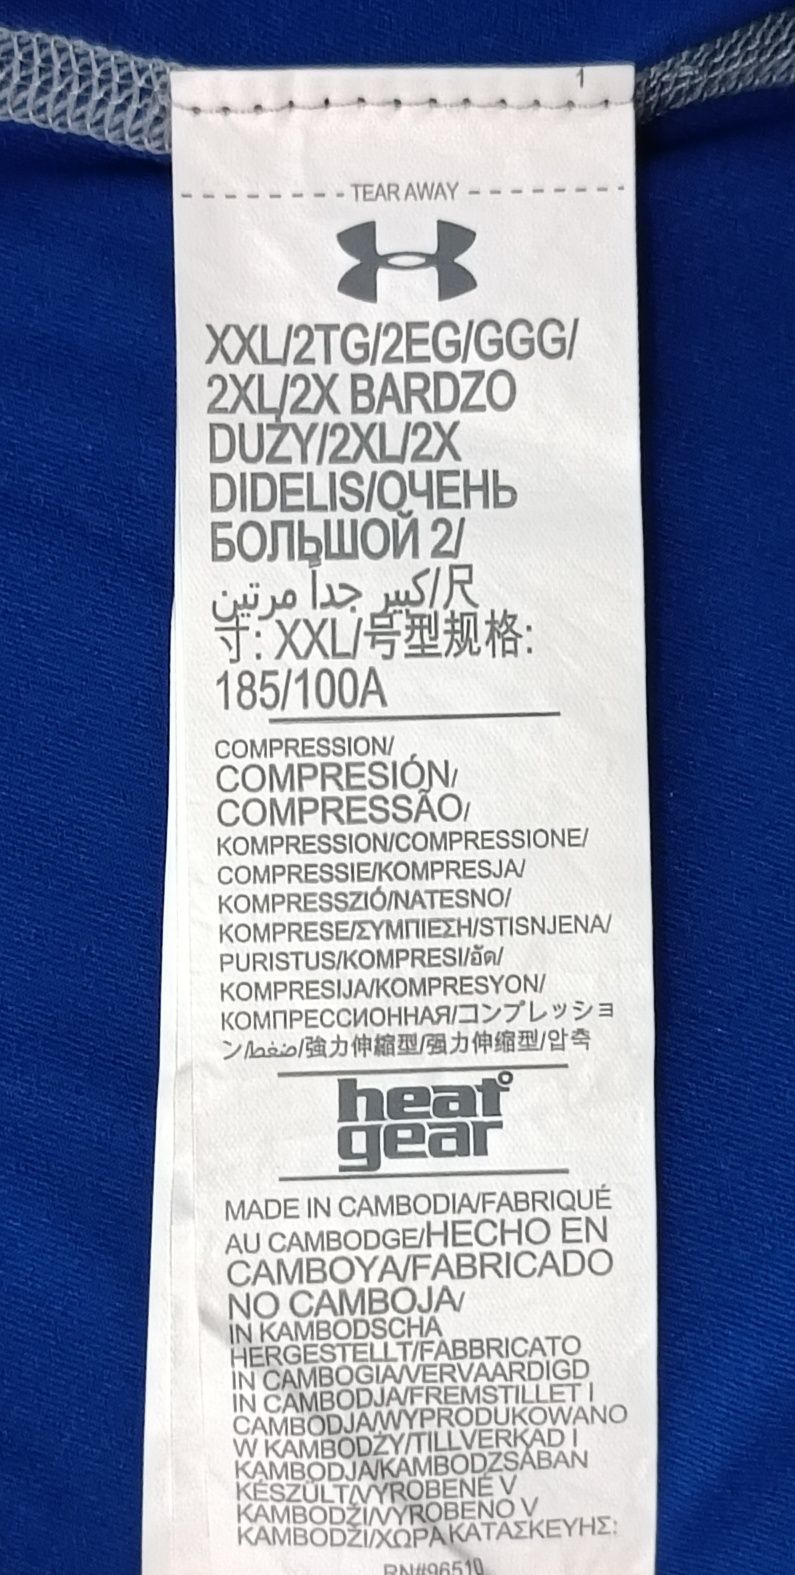 1
TEAR AWAY
XXL/2TG/2EG/GGG/
2XL/2X BARDZO
DUŻY/2XL/2X
DIDELIS/ОЧЕНЬ
БОЛЬШОЙ 2/
كبير جداً مرتين/尺
寸: XXL/号型规格:
185/100A
COMPRESSION/
COMPRESIÓN/
COMPRESSÃO/
KOMPRESSION/COMPRESSIONE/
COMPRESSIE/KOMPRESJA/
KOMPRESSZIÓ/NATESNO/
KOMPRESE/ΣΥΜΠΙΕΣΗ/STISNJENA/
PURISTUS/KOMPRESI/อัด/
KOMPRESIJA/KOMPRESYON/
КОМПРЕССИОННАЯ/コンプレッショ
ン/ضغط/強力伸縮型/强力伸缩型/압축
heat
gear
MADE IN CAMBODIA/FABRIQUÉ
AU CAMBODGE/HECHO EN
CAMBOYA/FABRICADO
NO CAMBOJA/
IN KAMBODSCHA
HERGESTELLT/FABBRICATO
IN CAMBOGIA/VERVAARDIGD
IN CAMBODJA/FREMSTILLET I
CAMBODJA/WYPRODUKOWANO
W KAMBODŻY/TILLVERKAD I
KAMBODJA/KAMBODZSÁBAN
KÉSZÜLT/VYROBENÉ V
KAMBODŽI/VYROBENO V
KAMBODŽI/ΧΩΡΑ ΚΑΤΑΣΚΕΥΗΣ:
RN#96510